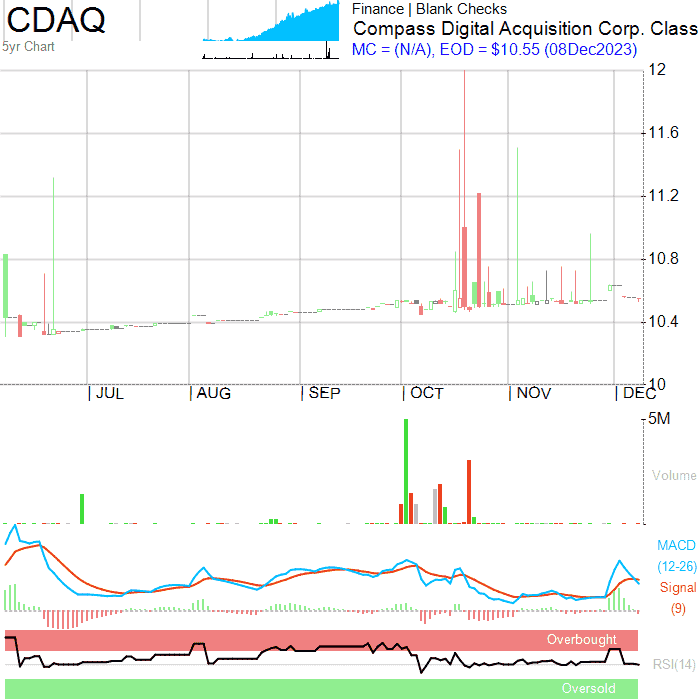 CDAQ
5yr Chart
Finance | Blank Checks
Compass Digital Acquisition Corp. Class
MC = (N/A), EOD = $10.55 (08Dec2023)
12
11.6
11.2
10.8
10.4
10
JUL
AUG
SEP
OCT
NOV
DEC
5M
Volume
MACD
(12-26)
Signal
(9)
Overbought
RSI(14)
Oversold